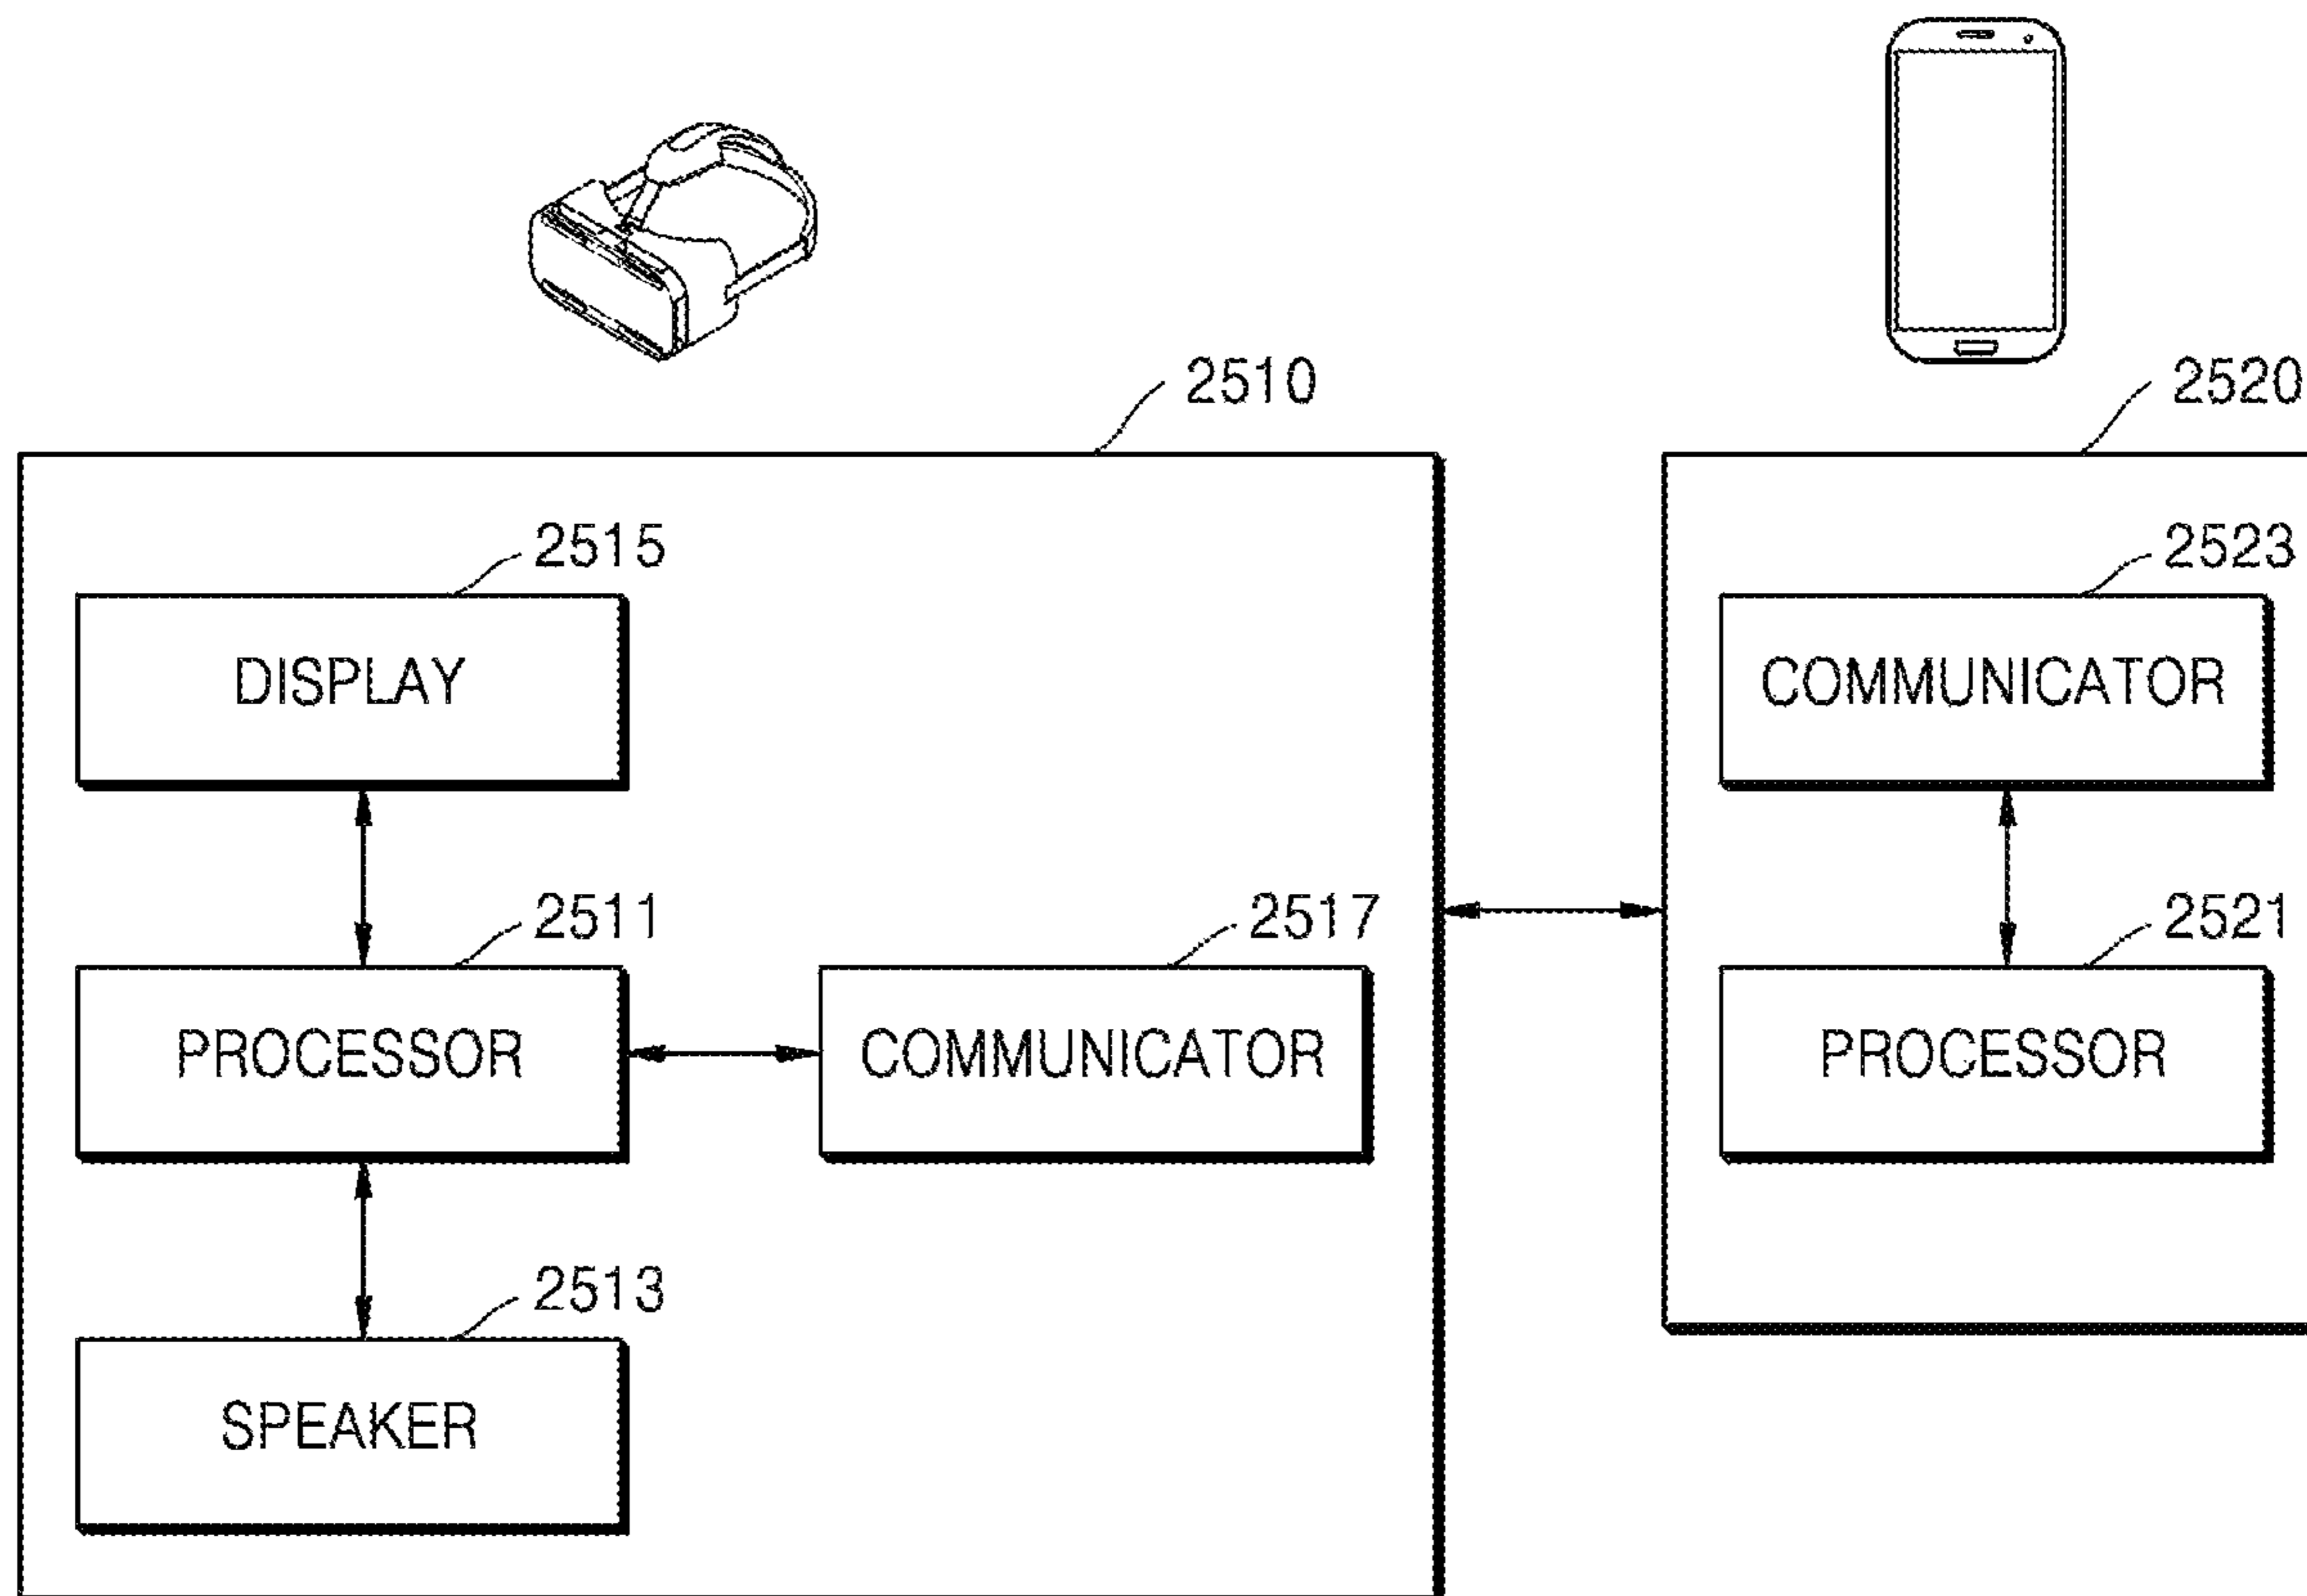 2510
2520
2515
2523
DISPLAY
COMMUNICATOR
2511
2517
2521
PROCESSOR
COMMUNICATOR
PROCESSOR
2513
SPEAKER